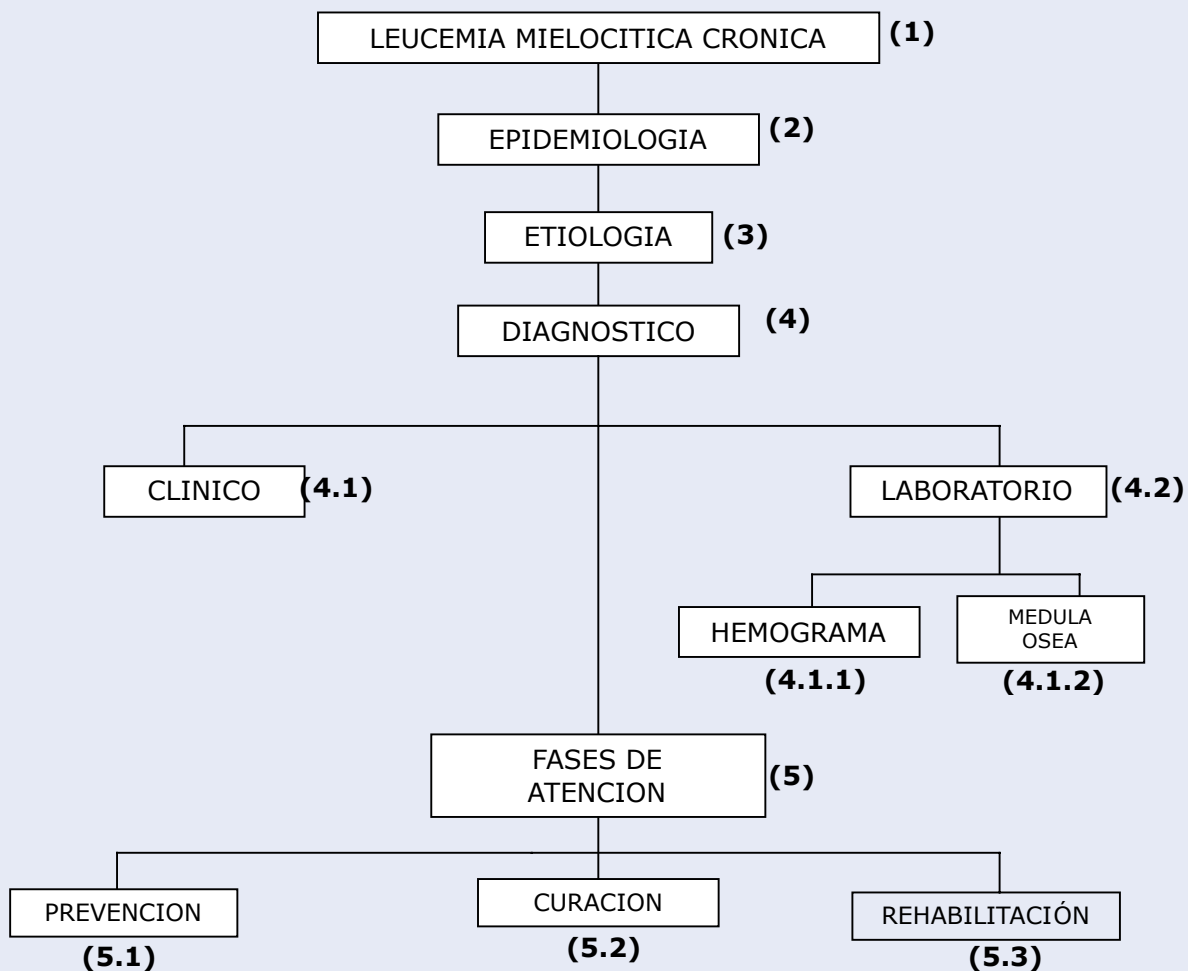 LEUCEMIA MIELOCITICA CRONICA (1)
EPIDEMIOLOGIA (2)
ETIOLOGIA (3)
DIAGNOSTICO (4)
CLINICO (4.1)
LABORATORIO (4.2)
HEMOGRAMA
(4.1.1)
MEDULA
OSEA
(4.1.2)
FASES DE
ATENCION
(5)
PREVENCION
(5.1)
CURACION
(5.2)
REHABILITACIÓN
(5.3)